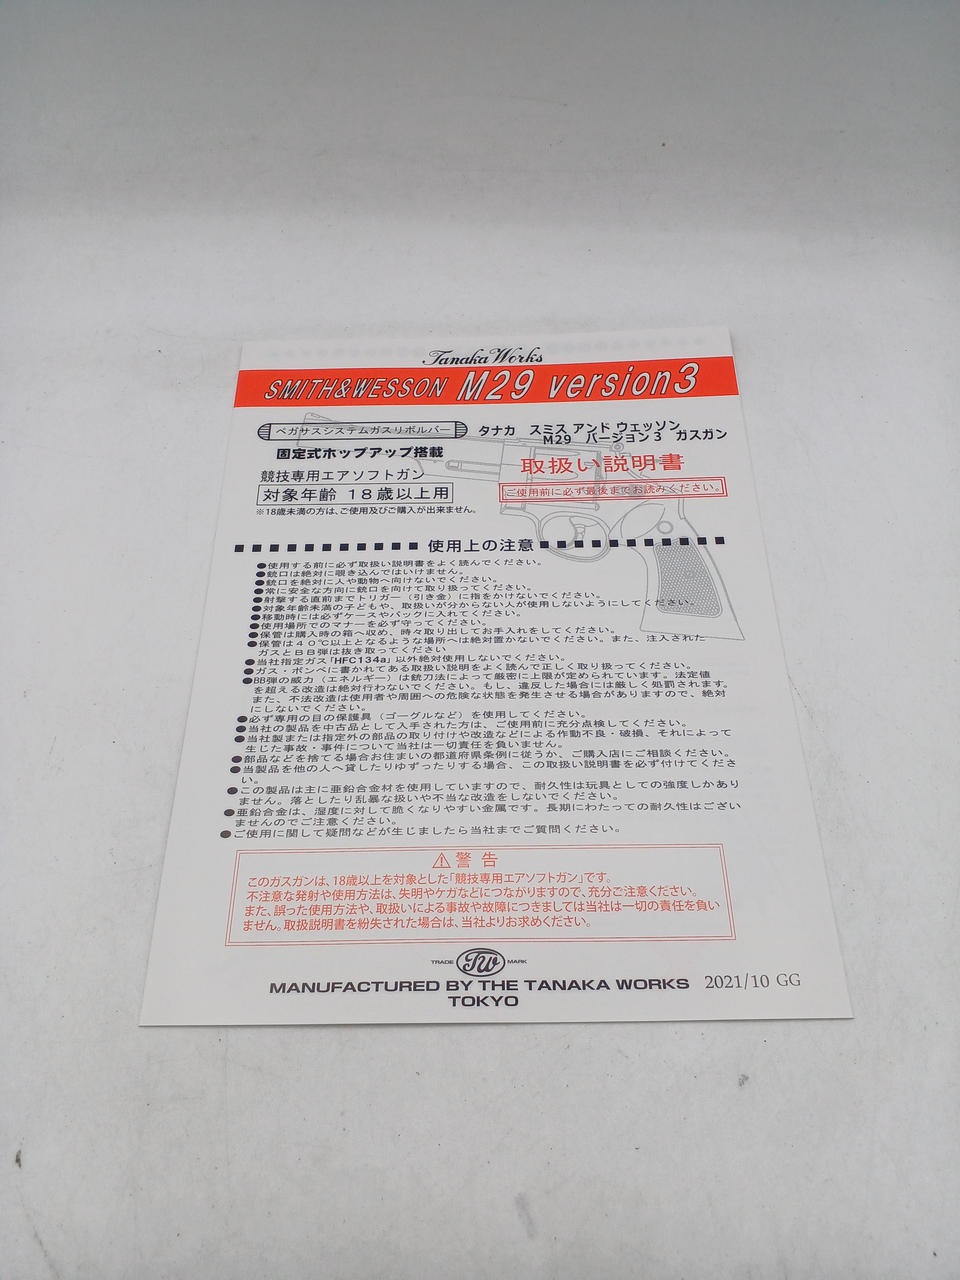 Tanaka Works
SMITH&WESSON M29 version3
ペガサスシステムガスリボルバー
タナカ スミス アンド ウェッソン
M29 バージョン3 ガスガン
固定式ホップアップ搭載
取扱い説明書
競技専用エアソフトガン
対象年齢 18歳以上用
ご使用前に必ず最後までお読みください。
※18歳未満の方は、ご使用及びご購入が出来ません。
使用上の注意
●使用する前に必ず取扱い説明書をよく読んでください。
●銃口は絶対に覗き込んではいけません。
●銃口を絶対に人や動物へ向けないでください。
●常に安全な方向に銃口を向けて取り扱ってください。
●射撃する直前までトリガー（引き金）に指をかけないでください。
●対象年齢未満の子どもや、取扱いが分からない人が使用しないようにしてください。
●移動時には必ずケースやバックに入れてください。
●使用場所でのマナーを必ず守ってください。
●保管は購入時の箱へ収め、時々取り出してお手入れをしてください。
●保管は40℃以上となるような場所へは絶対置かないでください。また、注入された
ガスとBB弾は抜き取ってください
●当社指定ガス「HFC134a」以外絶対使用しないでください。
●ガス・ボンベに書かれてある取扱い説明をよく読んで正しく取り扱ってください。
●BB弾の威力（エネルギー）は銃刀法によって厳密に上限が定められています。法定値
を超える改造は絶対行わないでください。もし、違反した場合には厳しく処罰されます。
また、不法改造は使用者や周囲への危険な状態を発生させる場合がありますので、絶対
にしないでください。
●必ず専用の目の保護具（ゴーグルなど）を使用してください。
●当社の製品を中古品として入手された方は、ご使用前に充分点検してください。
●当社製または指定外の部品の取り付けや改造などによる作動不良・破損、それによって
生じた事故・事件について当社は一切責任を負いません。
●部品などを捨てる場合お住まいの都道府県条例に従うか、ご購入店にご相談ください。
●当製品を他の人へ貸したりゆずったりする場合、この取扱い説明書を必ず付けてくださ
い。
●この製品は主に亜鉛合金材を使用していますので、耐久性は玩具としての強度しかあり
ません。落としたり乱暴な扱いや不当な改造をしないでください。
●亜鉛合金は、湿度に対して脆くなりやすい金属です。長期にわたっての耐久性はござい
ませんのでご注意ください。
●ご使用に関して疑問などが生じましたら当社までご質問ください。
⚠警告
このガスガンは、18歳以上を対象とした「競技専用エアソフトガン」です。
不注意な発射や使用方法は、失明やケガなどにつながりますので、充分ご注意ください。
また、誤った使用方法や、取扱いによる事故や故障につきましては当社は一切の責任を負い
ません。取扱説明書を紛失された場合は、当社よりお求めください。
TRADE TW MARK
MANUFACTURED BY THE TANAKA WORKS 2021/10 GG
TOKYO